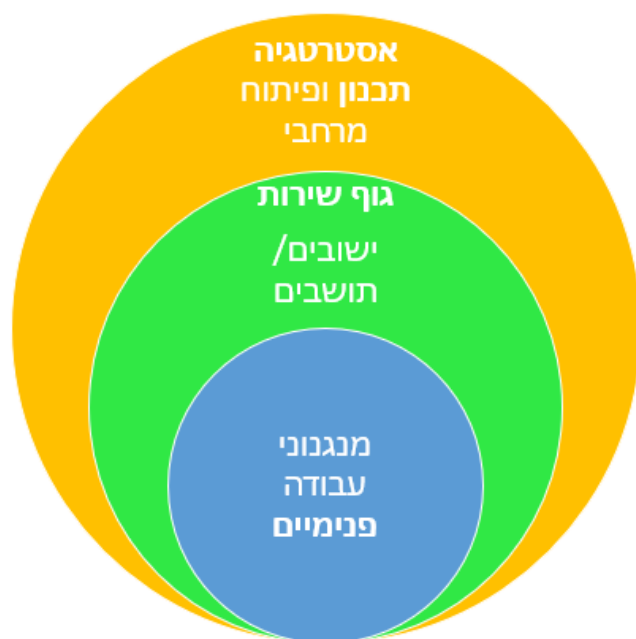 אסטרטגיה
תכנון ופיתוח
מרחבי
גוף שירות
ישובים/
תושבים
מנגנוני
עבודה
פנימיים